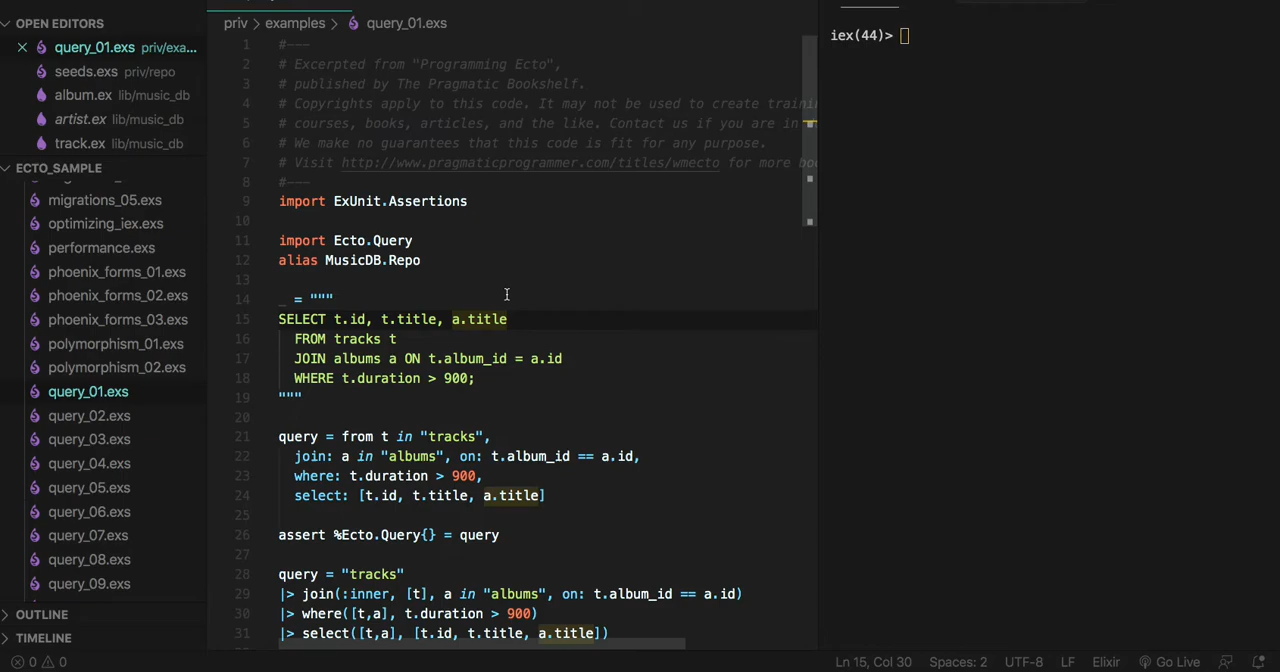 OPEN EDITORS
query_01.exs priv/exa...
seeds.exs priv/repo
album.ex lib/music_db
artist.ex lib/music_db
track.ex lib/music_db
ECTO_SAMPLE
migrations_05.exs
optimizing_iex.exs
performance.exs
phoenix_forms_01.exs
phoenix_forms_02.exs
phoenix_forms_03.exs
polymorphism_01.exs
polymorphism_02.exs
query_01.exs
query_02.exs
query_03.exs
query_04.exs
query_05.exs
query_06.exs
query_07.exs
query_08.exs
query_09.exs
OUTLINE
TIMELINE
priv > examples > query_01.exs
1 #---
2 # Excerpted from "Programming Ecto",
3 # published by The Pragmatic Bookshelf.
4 # Copyrights apply to this code. It may not be used to create traini
5 # courses, books, articles, and the like. Contact us if you are in
6 # We make no guarantees that this code is fit for any purpose.
7 # Visit http://www.pragmaticprogrammer.com/titles/wmecto for more bo
8 #---
9 import ExUnit.Assertions
10
11 import Ecto.Query
12 alias MusicDB.Repo
13
14 _ = """
15 SELECT t.id, t.title, a.title
16 FROM tracks t
17 JOIN albums a ON t.album_id = a.id
18 WHERE t.duration > 900;
19 """
20
21 query = from t in "tracks",
22 join: a in "albums", on: t.album_id == a.id,
23 where: t.duration > 900,
24 select: [t.id, t.title, a.title]
25
26 assert %Ecto.Query{} = query
27
28 query = "tracks"
29 |> join(:inner, [t], a in "albums", on: t.album_id == a.id)
30 |> where([t,a], t.duration > 900)
31 |> select([t,a], [t.id, t.title, a.title])
iex(44)>
0 0 Ln 15, Col 30 Spaces: 2 UTF-8 LF Elixir Go Live